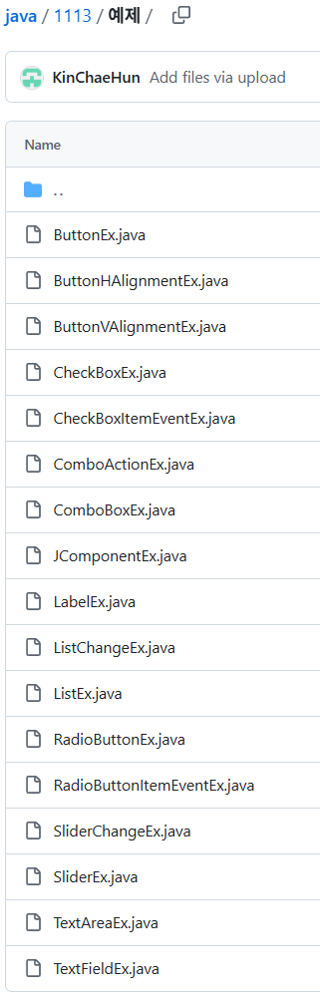 java / 1113 / 예제 /
KinChaeHun Add files via upload
Name
..
ButtonEx.java
ButtonHAlignmentEx.java
ButtonVAlignmentEx.java
CheckBoxEx.java
CheckBoxItemEventEx.java
ComboActionEx.java
ComboBoxEx.java
JComponentEx.java
LabelEx.java
ListChangeEx.java
ListEx.java
RadioButtonEx.java
RadioButtonItemEventEx.java
SliderChangeEx.java
SliderEx.java
TextAreaEx.java
TextFieldEx.java